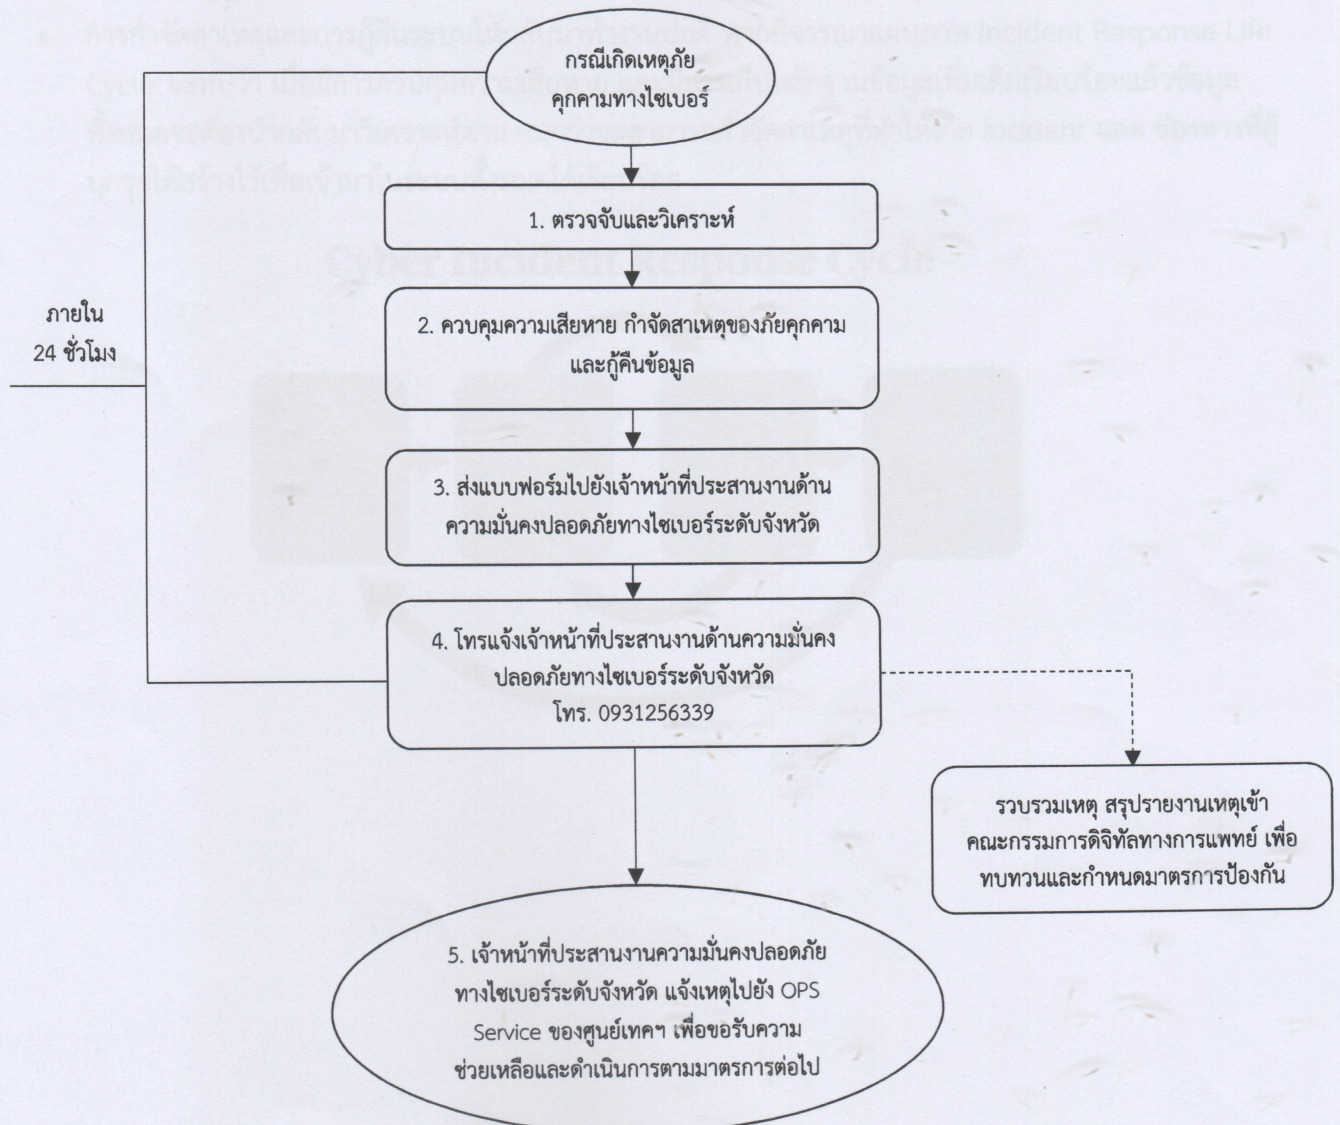 กรณีเกิดเหตุภัย
คุกคามทางไซเบอร์
1. ตรวจจับและวิเคราะห์
ภายใน
24 ชั่วโมง
2. ควบคุมความเสียหาย กำจัดสาเหตุของภัยคุกคาม
และกู้คืนข้อมูล
3. ส่งแบบฟอร์มไปยังเจ้าหน้าที่ประสานงานด้าน
ความมั่นคงปลอดภัยทางไซเบอร์ระดับจังหวัด
4. โทรแจ้งเจ้าหน้าที่ประสานงานด้านความมั่นคง
ปลอดภัยทางไซเบอร์ระดับจังหวัด
โทร. 0931256339
รวบรวมเหตุ สรุปรายงานเหตุเข้า
คณะกรรมการดิจิทัลทางการแพทย์ เพื่อ
ทบทวนและกำหนดมาตรการป้องกัน
5. เจ้าหน้าที่ประสานงานความมั่นคงปลอดภัย
ทางไซเบอร์ระดับจังหวัด แจ้งเหตุไปยัง OPS
Service ของศูนย์เทคฯ เพื่อขอรับความ
ช่วยเหลือและดำเนินการตามมาตรการต่อไป
Cyber Incident Response Cycle